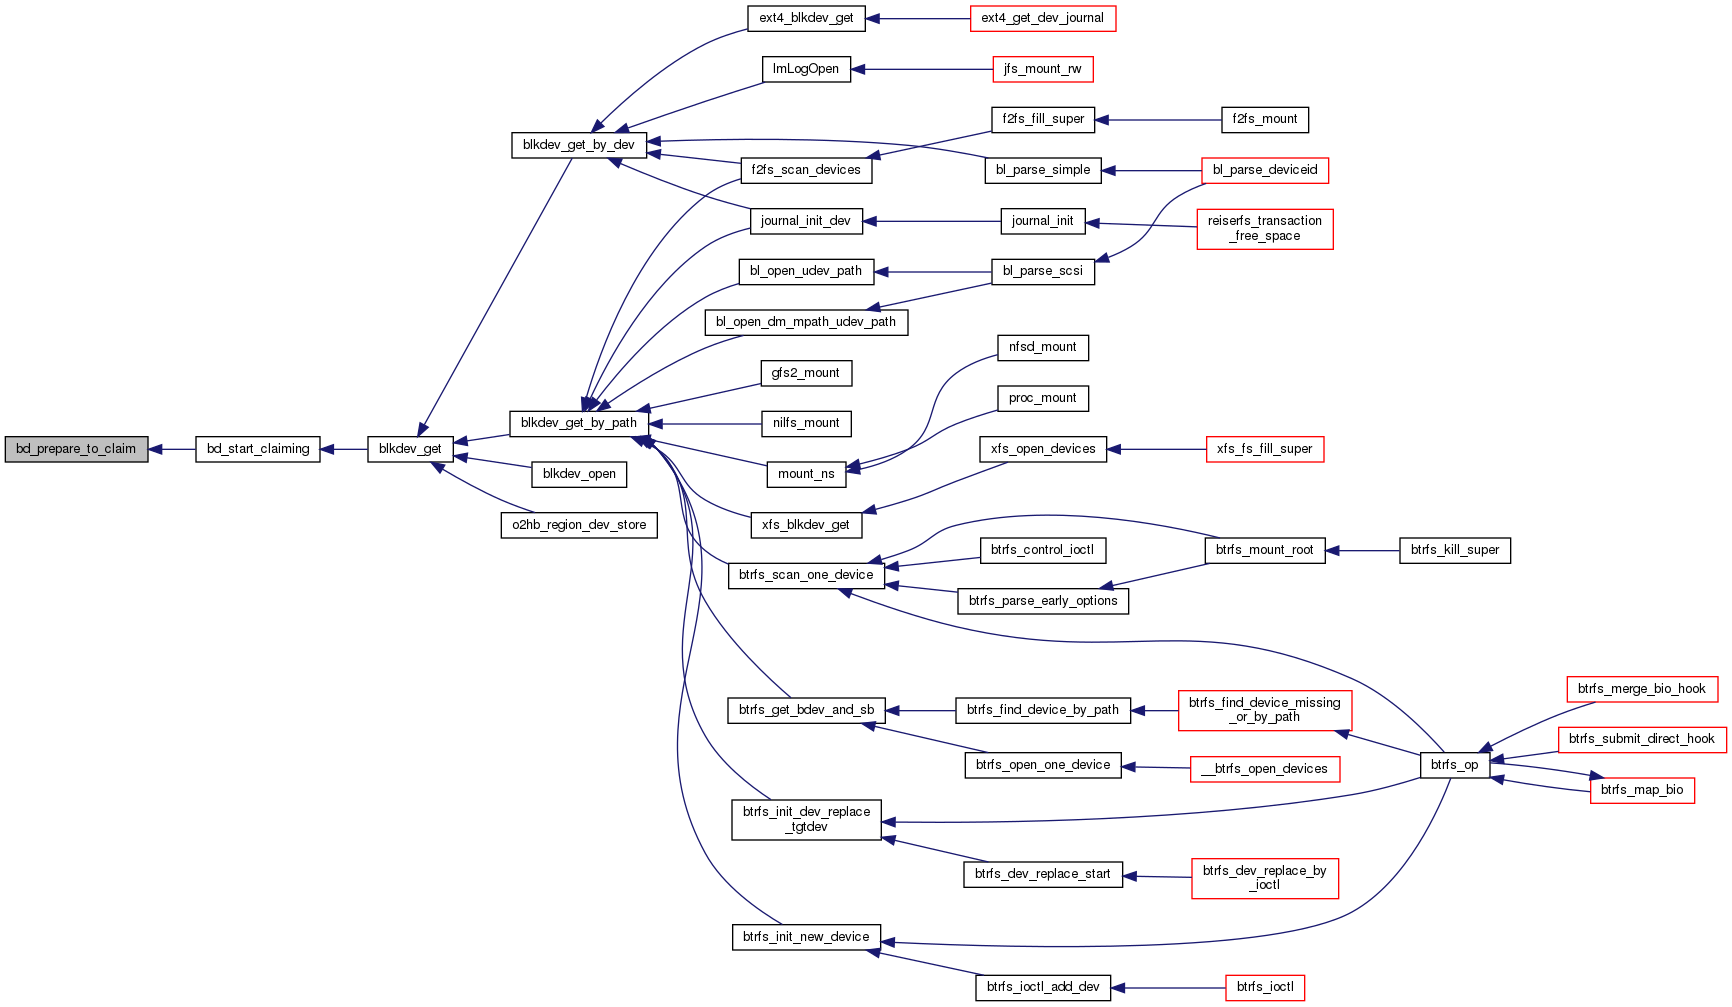 ext4_blkdev_get
ext4_get_dev_journal
lmLogOpen
jfs_mount_rw
f2fs_fill_super
f2fs_mount
blkdev_get_by_dev
f2fs_scan_devices
bl_parse_simple
bl_parse_deviceid
journal_init_dev
journal_init
reiserfs_transaction
_free_space
bl_open_udev_path
bl_parse_scsi
bl_open_dm_mpath_udev_path
nfsd_mount
gfs2_mount
proc_mount
blkdev_get_by_path
nilfs_mount
bd_prepare_to_claim
bd_start_claiming
blkdev_get
xfs_open_devices
xfs_fs_fill_super
blkdev_open
mount_ns
o2hb_region_dev_store
xfs_blkdev_get
btrfs_control_ioctl
btrfs_mount_root
btrfs_kill_super
btrfs_scan_one_device
btrfs_parse_early_options
btrfs_merge_bio_hook
btrfs_get_bdev_and_sb
btrfs_find_device_by_path
btrfs_find_device_missing
_or_by_path
btrfs_submit_direct_hook
btrfs_open_one_device
__btrfs_open_devices
btrfs_op
btrfs_map_bio
btrfs_init_dev_replace
_tgtdev
btrfs_dev_replace_start
btrfs_dev_replace_by
_ioctl
btrfs_init_new_device
btrfs_ioctl_add_dev
btrfs_ioctl